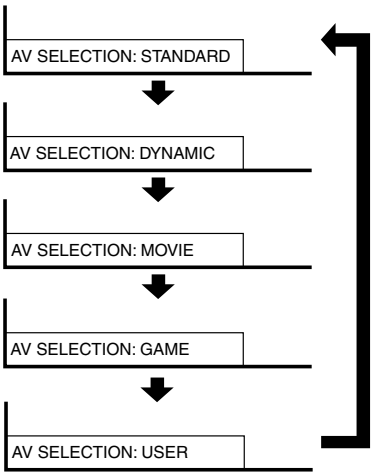 AV SELECTION: STANDARD
AV SELECTION: DYNAMIC
AV SELECTION: MOVIE
AV SELECTION: GAME
AV SELECTION: USER